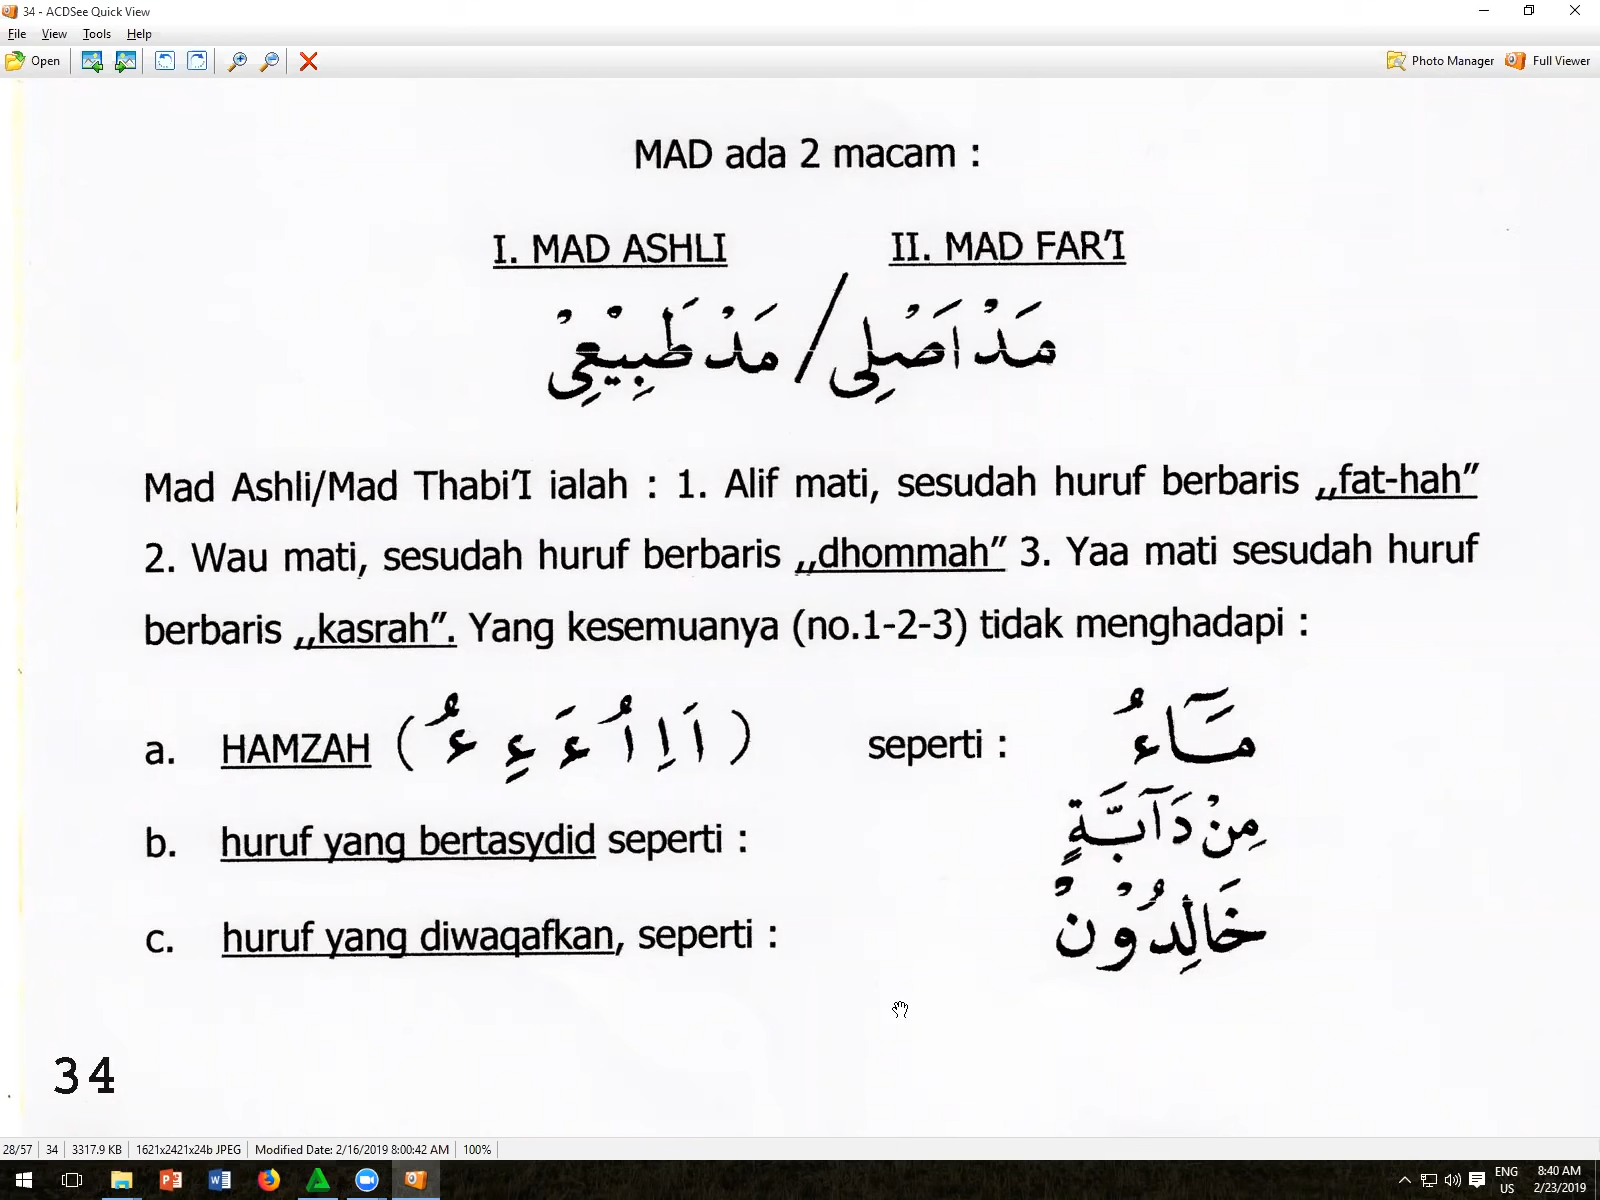 34 - ACDSee Quick View
File View Tools Help
Open Photo Manager Full Viewer
MAD ada 2 macam :
I. MAD ASHLI II. MAD FAR'I
مَدْ اَصْلِىْ / مَدْ طَبِيْعِىْ
Mad Ashli/Mad Thabi'I ialah : 1. Alif mati, sesudah huruf berbaris ,,fat-hah”
2. Wau mati, sesudah huruf berbaris ,,dhommah” 3. Yaa mati sesudah huruf
berbaris ,,kasrah”. Yang kesemuanya (no.1-2-3) tidak menghadapi :
a. HAMZAH ( اَ اِ اُ ءَ ءِ ءُ ) seperti : مَآءُ
b. huruf yang bertasydid seperti : مِنْ دَآبَّةٍ
c. huruf yang diwaqafkan, seperti : خَالِدُوْنْ
34
28/57 34 3317.9 KB 1621x2421x24b JPEG Modified Date: 2/16/2019 8:00:42 AM 100%
ENG 8:40 AM
US 2/23/2019